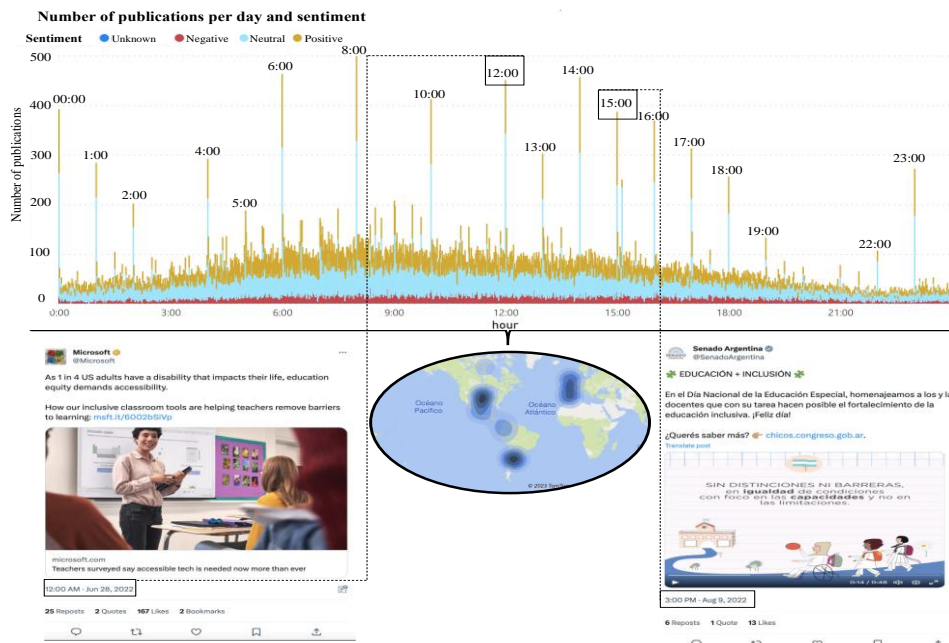 Number of publications per day and sentiment
Sentiment Unknown Negative Neutral Positive
Number of publications
500
400
300
200
100
0
00:00
1:00
2:00
4:00
5:00
6:00
8:00
10:00
12:00
13:00
14:00
15:00
16:00
17:00
18:00
19:00
22:00
23:00
0:00 3:00 6:00 9:00 12:00 15:00 18:00 21:00
hour
Microsoft
@Microsoft
As 1 in 4 US adults have a disability that impacts their life, education
equity demands accessibility.
How our inclusive classroom tools are helping teachers remove barriers
to learning: msft.it/6002bSiVp
microsoft.com
Teachers surveyed say accessible tech is needed now more than ever
12:00 AM · Jun 28, 2022
25 Reposts 2 Quotes 167 Likes 2 Bookmarks
Océano
Pacífico
Océano
Atlántico
© 2023 TomTom
Senado Argentina
@SenadoArgentina
EDUCACIÓN + INCLUSIÓN
En el Día Nacional de la Educación Especial, homenajeamos a los y la
docentes que con su tarea hacen posible el fortalecimiento de la
educación inclusiva. ¡Feliz día!
¿Querés saber más? chicos.congreso.gob.ar.
Translate post
SIN DISTINCIONES NI BARRERAS,
en igualdad de condiciones
con foco en las capacidades y no en
las limitaciones.
0:14 / 0:48
3:00 PM · Aug 9, 2022
6 Reposts 1 Quote 13 Likes